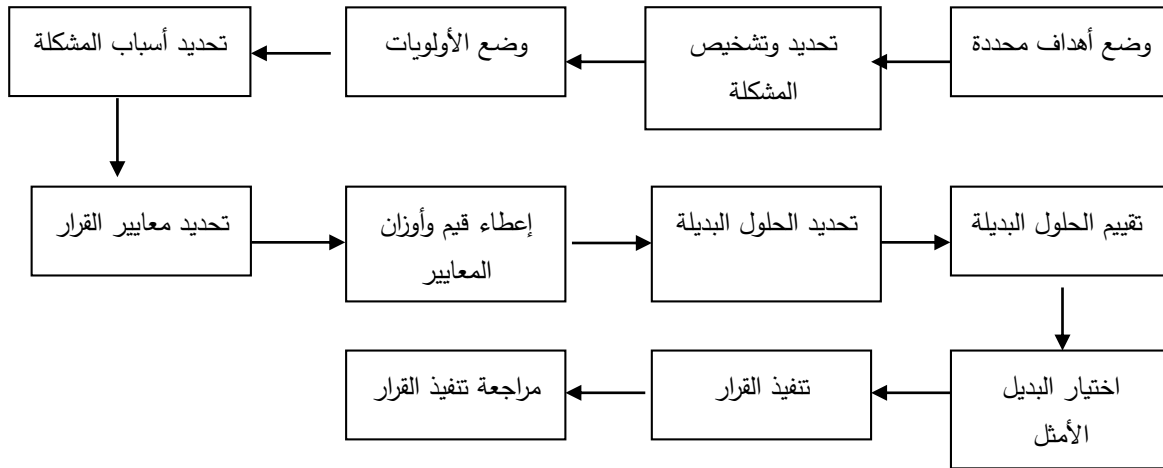 وضع أهداف محددة
تحديد وتشخيص
المشكلة
وضع الأولويات
تحديد أسباب المشكلة
تحديد معايير القرار
إعطاء قيم وأوزان
المعايير
تحديد الحلول البديلة
تقييم الحلول البديلة
اختيار البديل
الأمثل
تنفيذ القرار
مراجعة تنفيذ القرار